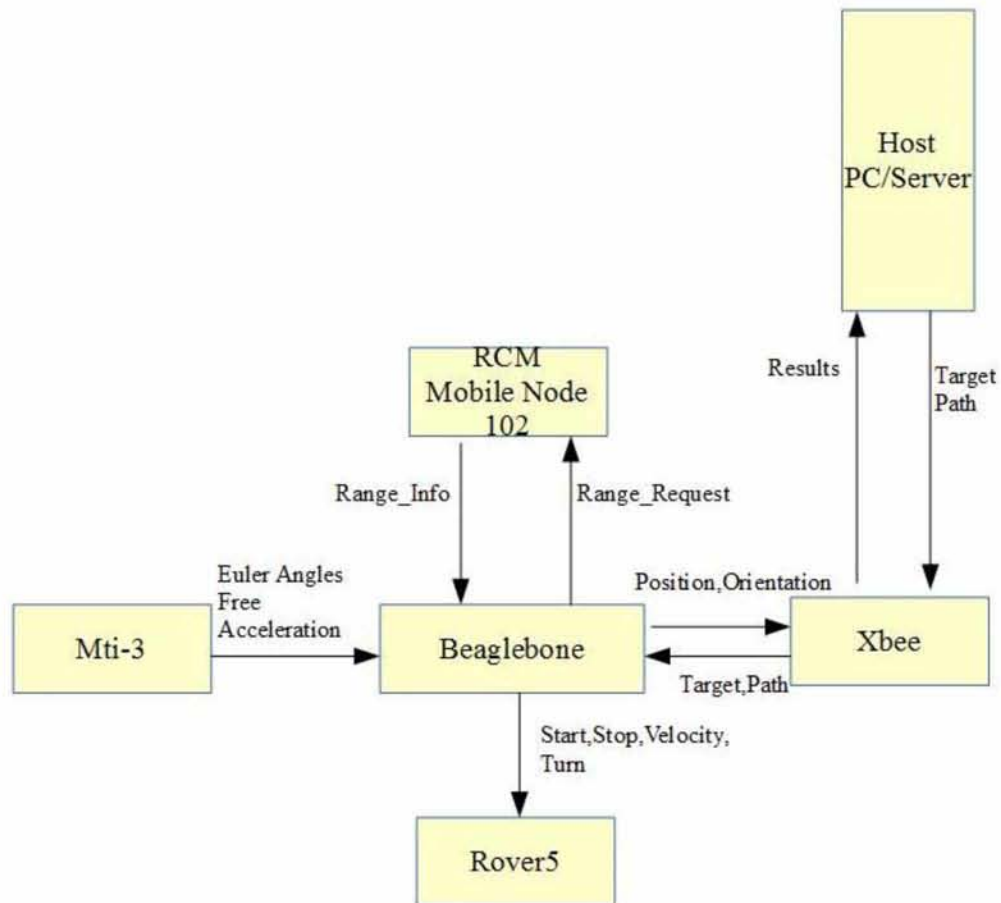 Host
PC/Server
Results
Target
Path
RCM
Mobile Node
102
Range_Info
Range_Request
Euler Angles
Free
Acceleration
Position,Orientation
Mti-3
Beaglebone
Xbee
Target,Path
Start,Stop,Velocity,
Turn
Rover5